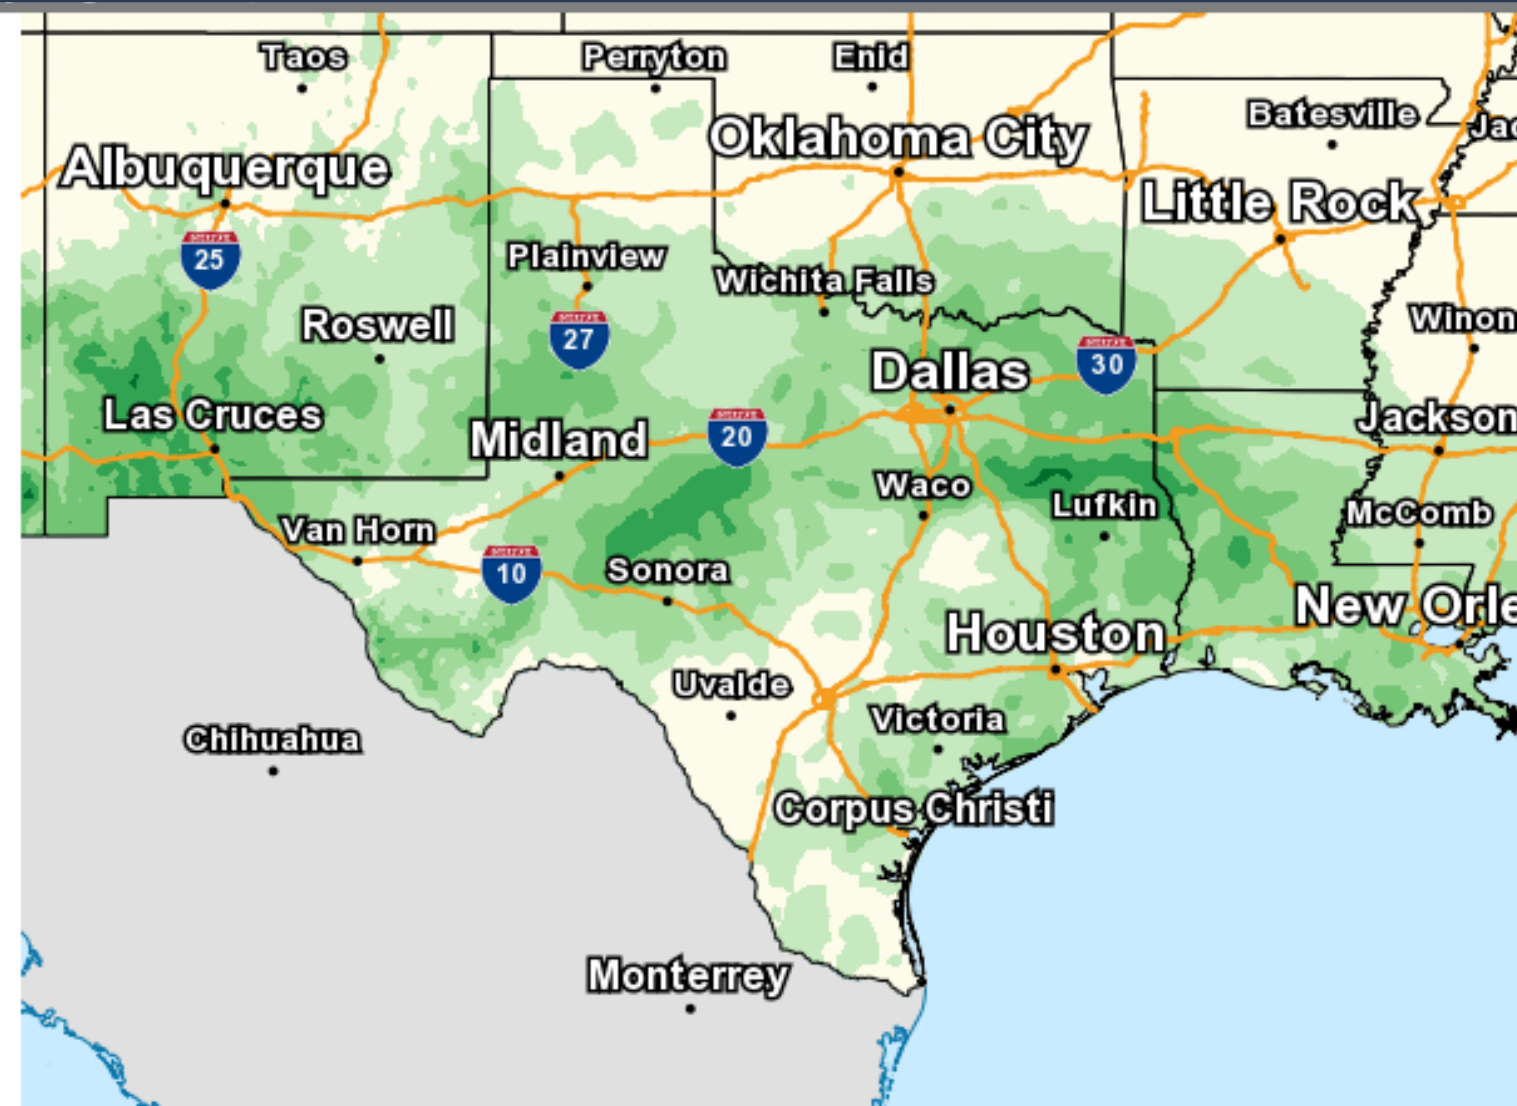 Taos
Perryton
Enid
Batesville
Jac
Oklahoma City
Albuquerque
Little Rock
25
Plainview
Wichita Falls
Roswell
27
Winon
Dallas
30
Las Cruces
Midland
20
Jackson
Waco
Lufkin
McComb
Van Horn
10
Sonora
New Orle
Houston
Uvalde
Victoria
Chihuahua
Corpus Christi
Monterrey